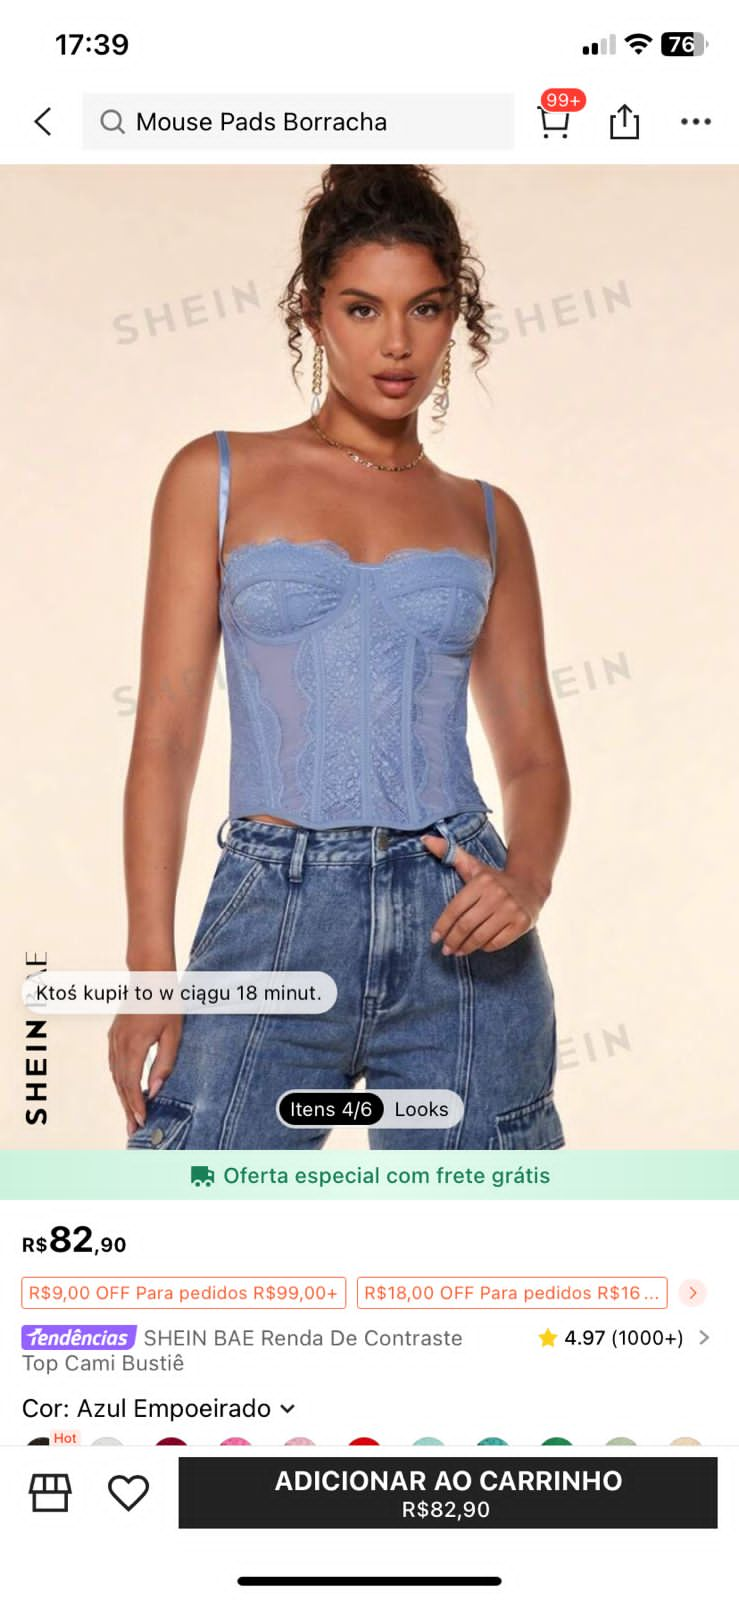 17:39
76
Mouse Pads Borracha
99+
SHEIN
SHEIN
SHEIN BAE
Ktoś kupił to w ciągu 18 minut.
Itens 4/6 Looks
Oferta especial com frete grátis
R$82,90
R$9,00 OFF Para pedidos R$99,00+
R$18,00 OFF Para pedidos R$16...
Tendências SHEIN BAE Renda De Contraste
4.97 (1000+)
Top Cami Bustiê
Cor: Azul Empoeirado
Hot
ADICIONAR AO CARRINHO
R$82,90